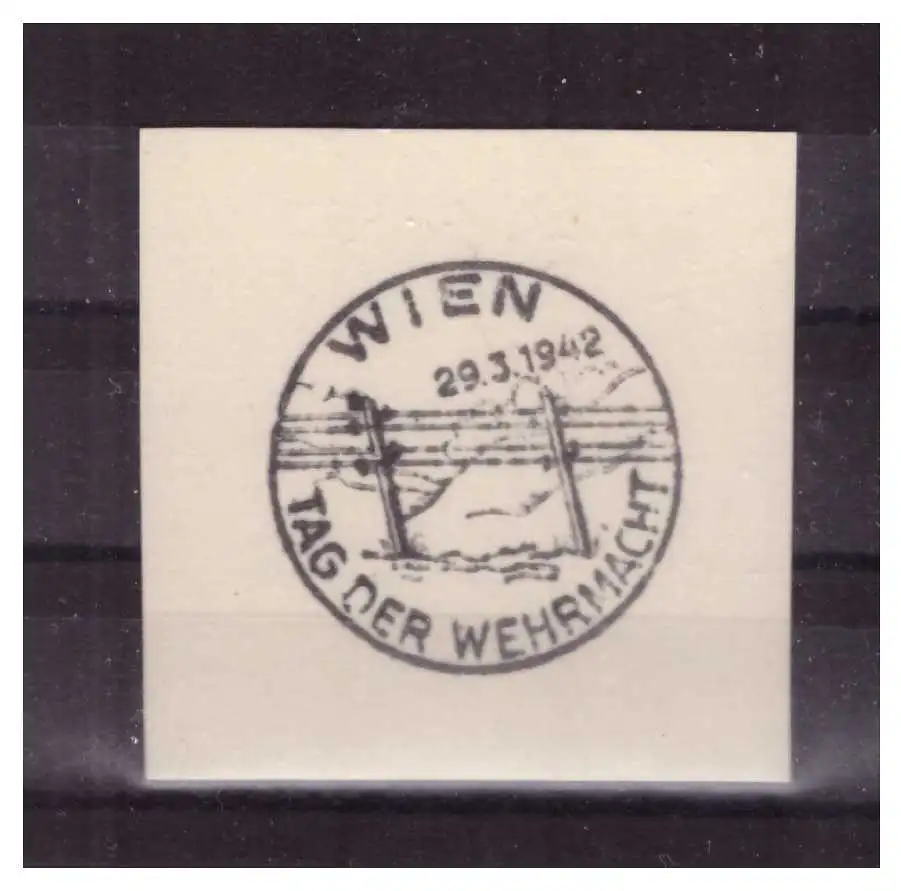 WIEN
29.3.1942
TAG DER WEHRMACHT